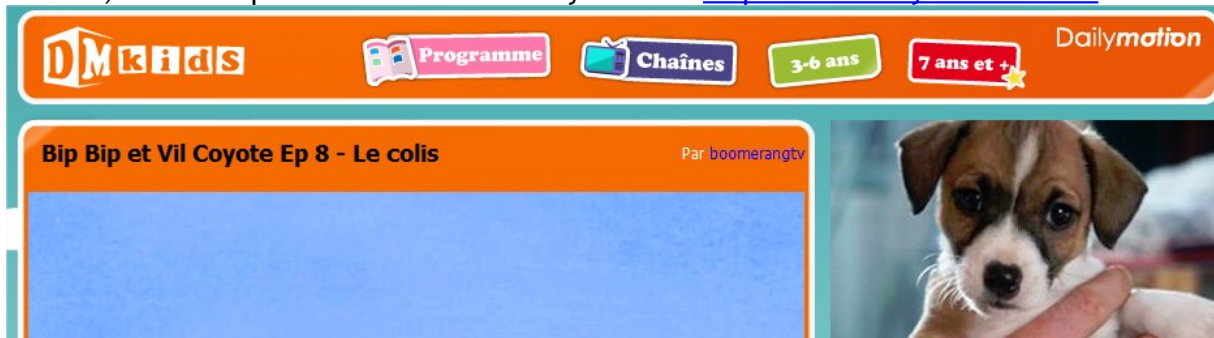 DMkids
Programme
Chaînes
3-6 ans
7 ans et +
Dailymotion
Bip Bip et Vil Coyote Ep 8 - Le colis
Par boomerangtv